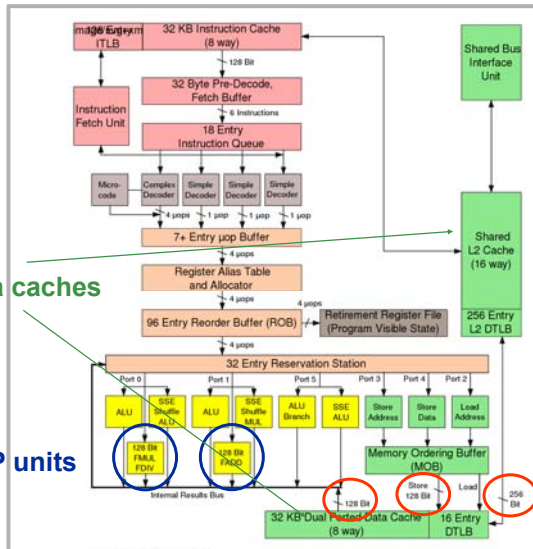 128 Entry
ITLB
32 KB Instruction Cache
(8 way)
128 Bit
32 Byte Pre-Decode,
Fetch Buffer
Instruction
Fetch Unit
6 Instructions
18 Entry
Instruction Queue
Micro-
code
Complex
Decoder
Simple
Decoder
Simple
Decoder
Simple
Decoder
4 µops
1 µop
1 µop
1 µop
7+ Entry µop Buffer
4 µops
Register Alias Table
and Allocator
4 µops
4 µops
96 Entry Reorder Buffer (ROB)
Retirement Register File
(Program Visible State)
4 µops
32 Entry Reservation Station
Port 0
Port 1
Port 5
Port 3
Port 4
Port 2
ALU
SSE
Shuffle
ALU
ALU
SSE
Shuffle
MUL
ALU
Branch
SSE
ALU
Store
Address
Store
Data
Load
Address
128 Bit
FMUL
FDIV
128 Bit
FADD
Memory Ordering Buffer
(MOB)
Internal Results Bus
128 Bit
Store
128 Bit
Load
256
Bit
32 KB Dual Ported Data Cache
(8 way)
16 Entry
DTLB
Shared Bus
Interface
Unit
Shared
L2 Cache
(16 way)
256 Entry
L2 DTLB
caches
units